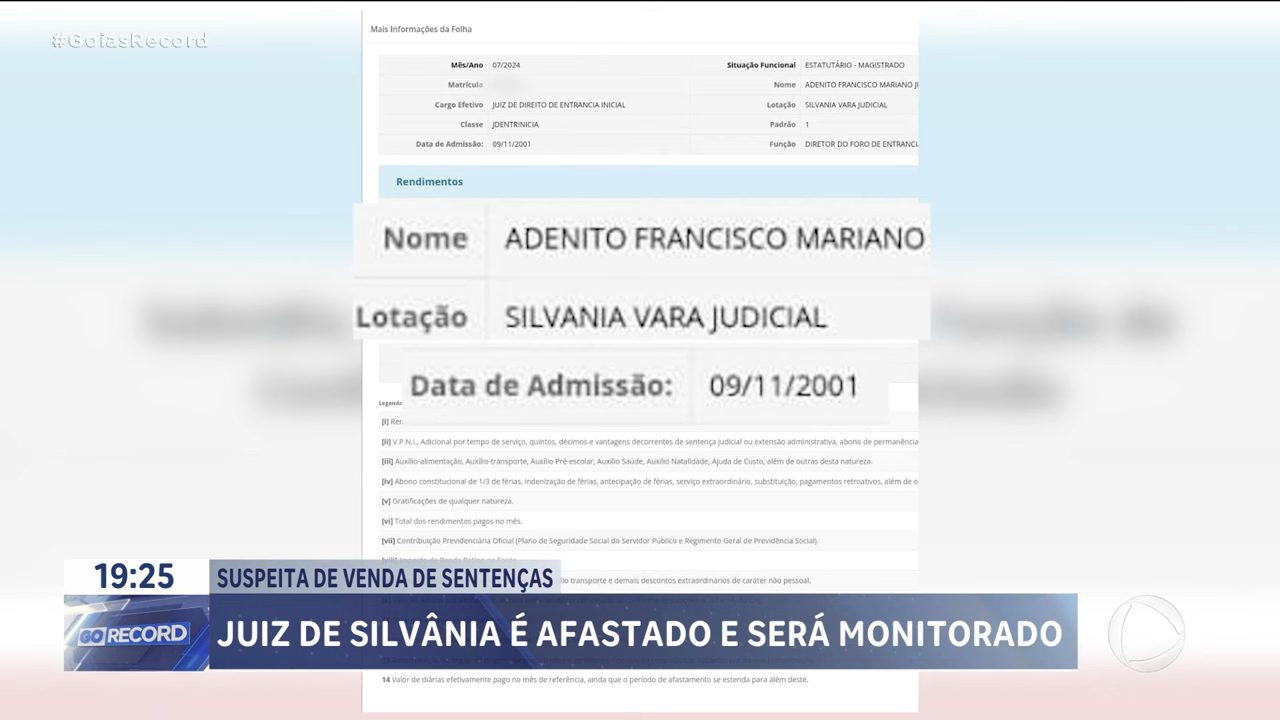 #GoiasRecord
Mais Informações da Folha
Mês/Ano 07/2024 Situação Funcional ESTATUTÁRIO - MAGISTRADO
Matrícula Nome ADENITO FRANCISCO MARIANO
Cargo Efetivo JUIZ DE DIREITO DE ENTRANCIA INICIAL Lotação SILVANIA VARA JUDICIAL
Classe JDENTRINICIA Padrão 1
Data de Admissão: 09/11/2001 Função DIRETOR DO FORO DE
Rendimentos
Nome ADENITO FRANCISCO MARIANO
Lotação SILVANIA VARA JUDICIAL
Data de Admissão: 09/11/2001
[i]
[ii] V.P.N.I., Adicional por tempo de serviço, quintos, décimos e vantagens decorrentes de sentença judicial ou extensão administrativa, abono de permanência
[iii] Auxílio-alimentação, Auxílio-transporte, Auxílio Pré-escolar, Auxílio Saúde, Auxílio Natalidade, Ajuda de Custo, além de outras desta natureza.
[iv] Abono constitucional de 1/3 de férias, indenização de férias, antecipação de férias, serviço extraordinário, substituição, pagamentos retroativos, além de o
[v] Gratificações de qualquer natureza.
[vi] Total dos rendimentos pagos no mês.
[vii] Contribuição Previdenciária Oficial (Plano de Seguridade Social do Servidor Público e Regimento Geral de Previdência Social).
transporte e demais descontos extraordinários de caráter não pessoal.
19:25 SUSPEITA DE VENDA DE SENTENÇAS
GO RECORD JUIZ DE SILVÂNIA É AFASTADO E SERÁ MONITORADO
14 Valor de diárias efetivamente pago no mês de referência, ainda que o período de afastamento se estenda para além deste.